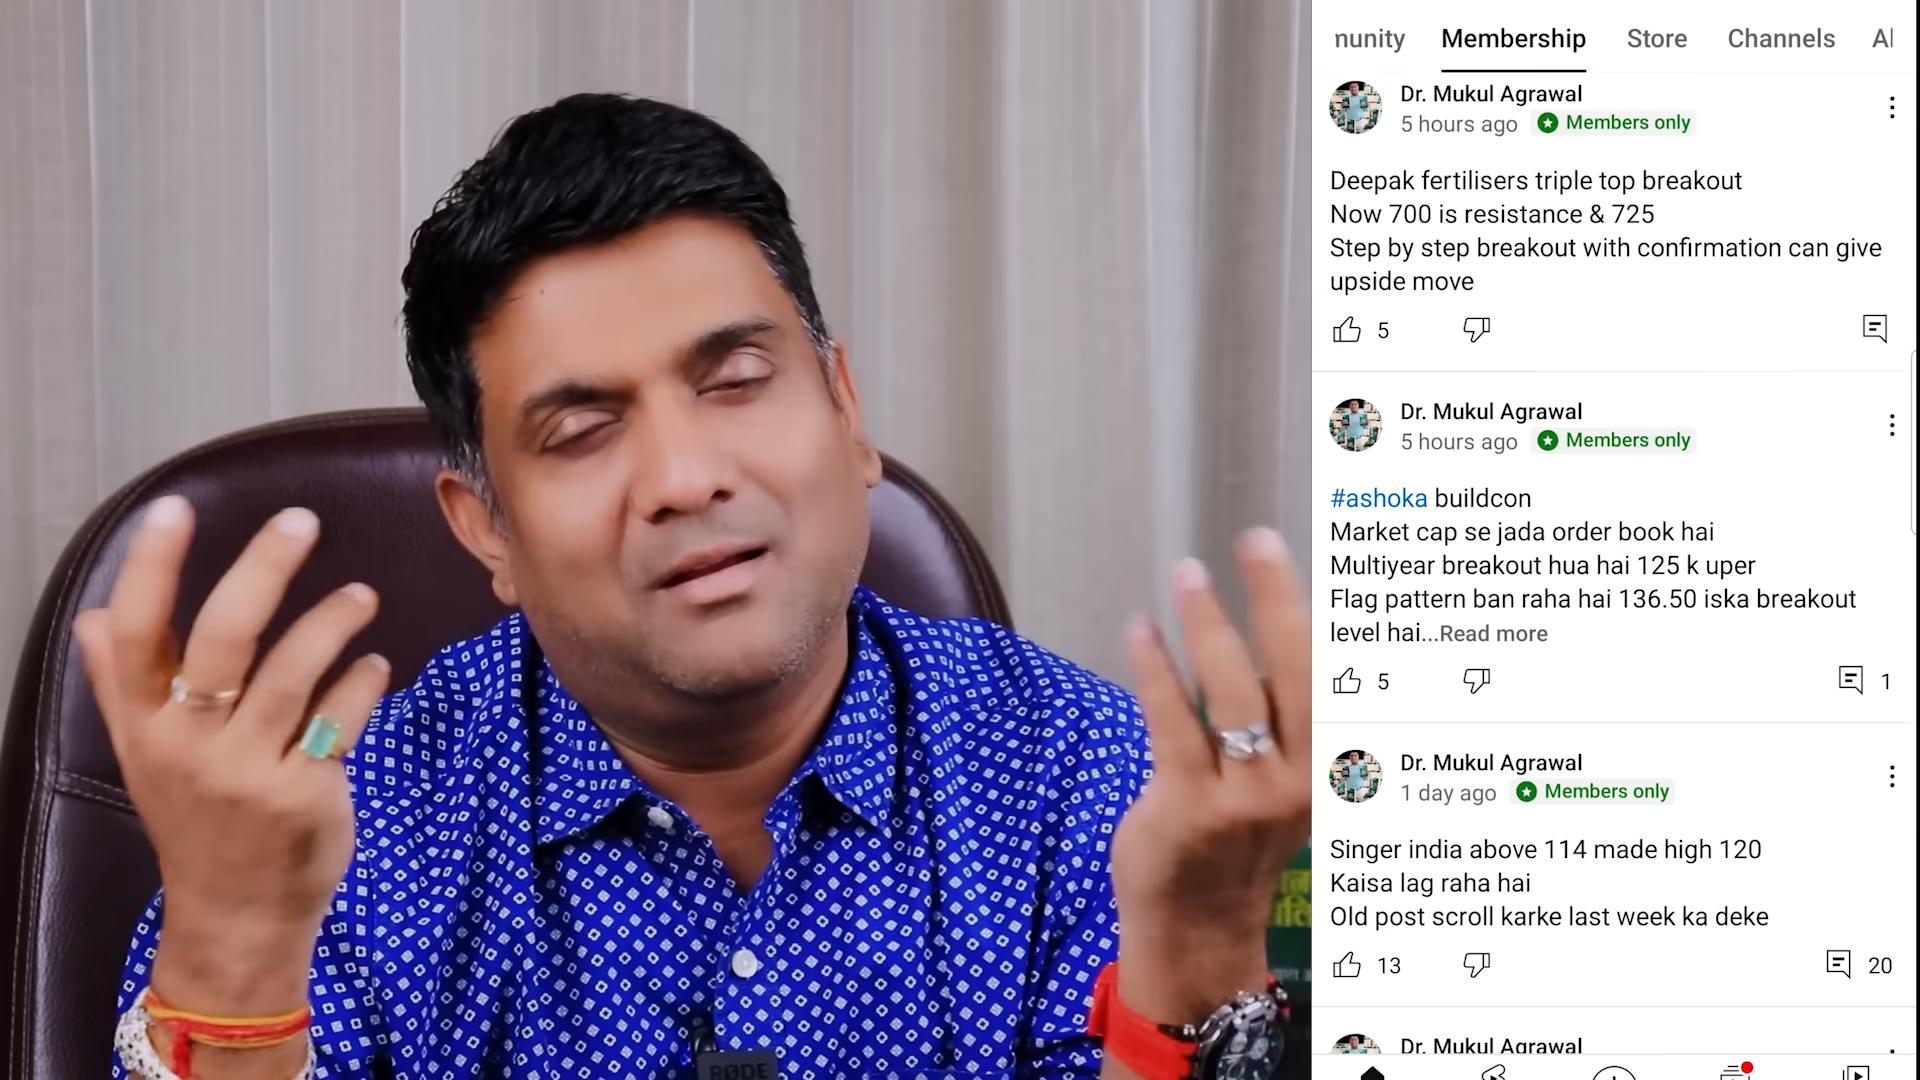 nunity Membership Store Channels Al
Dr. Mukul Agrawal
5 hours ago Members only
Deepak fertilisers triple top breakout
Now 700 is resistance & 725
Step by step breakout with confirmation can give
upside move
5
Dr. Mukul Agrawal
5 hours ago Members only
#ashoka buildcon
Market cap se jada order book hai
Multiyear breakout hua hai 125 k uper
Flag pattern ban raha hai 136.50 iska breakout
level hai...Read more
5 1
Dr. Mukul Agrawal
1 day ago Members only
Singer india above 114 made high 120
Kaisa lag raha hai
Old post scroll karke last week ka deke
13 20
Dr. Mukul Agrawal
RØDE